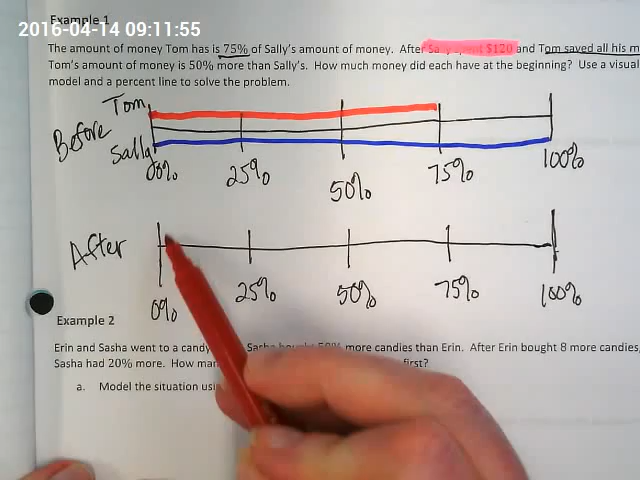 2016-04-14 09:11:55
Example 1
The amount of money Tom has is 75% of Sally's amount of money. After Sally spent $120 and Tom saved all his m
Tom's amount of money is 50% more than Sally's. How much money did each have at the beginning? Use a visual
model and a percent line to solve the problem.
Tom
Before
Sally
0% 25% 50% 75% 100%
After
0% 25% 50% 75% 100%
Example 2
Erin and Sasha went to a candy Sasha bought 50% more candies than Erin. After Erin bought 8 more candies,
Sasha had 20% more. How man first?
a. Model the situation usi